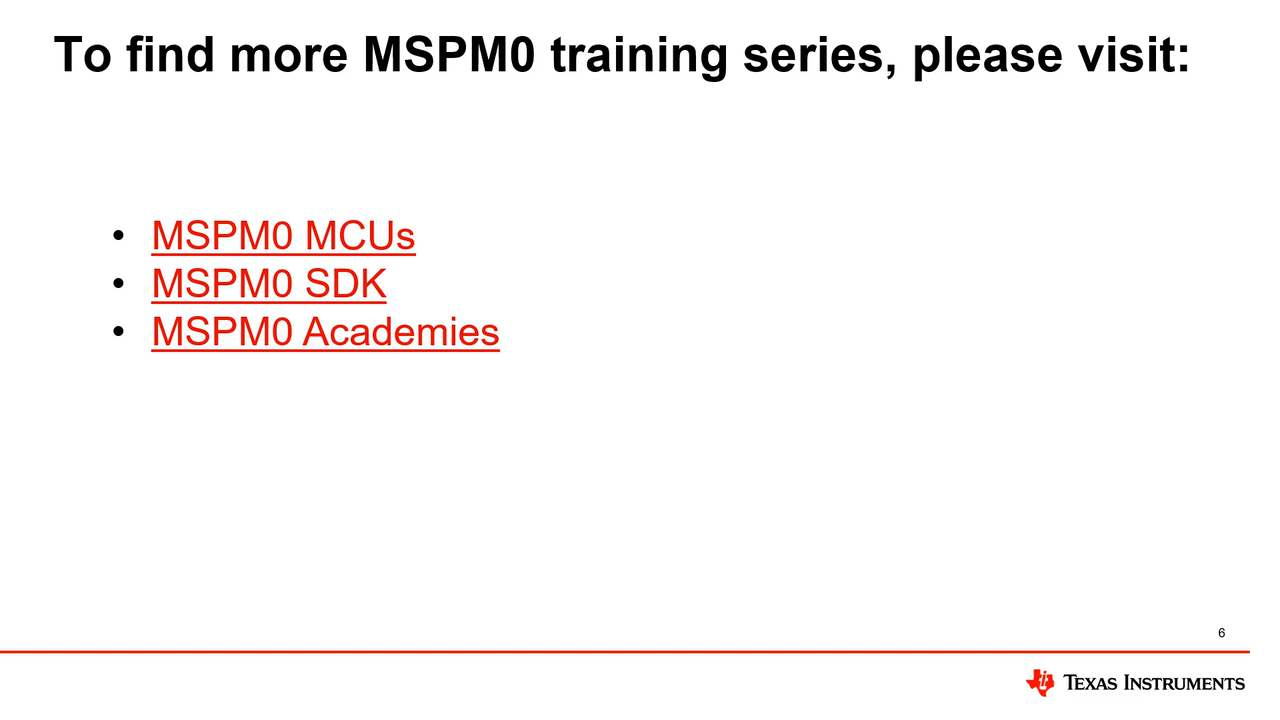 To find more MSPM0 training series, please visit:
• MSPM0 MCUs
• MSPM0 SDK
• MSPM0 Academies
6
TEXAS INSTRUMENTS